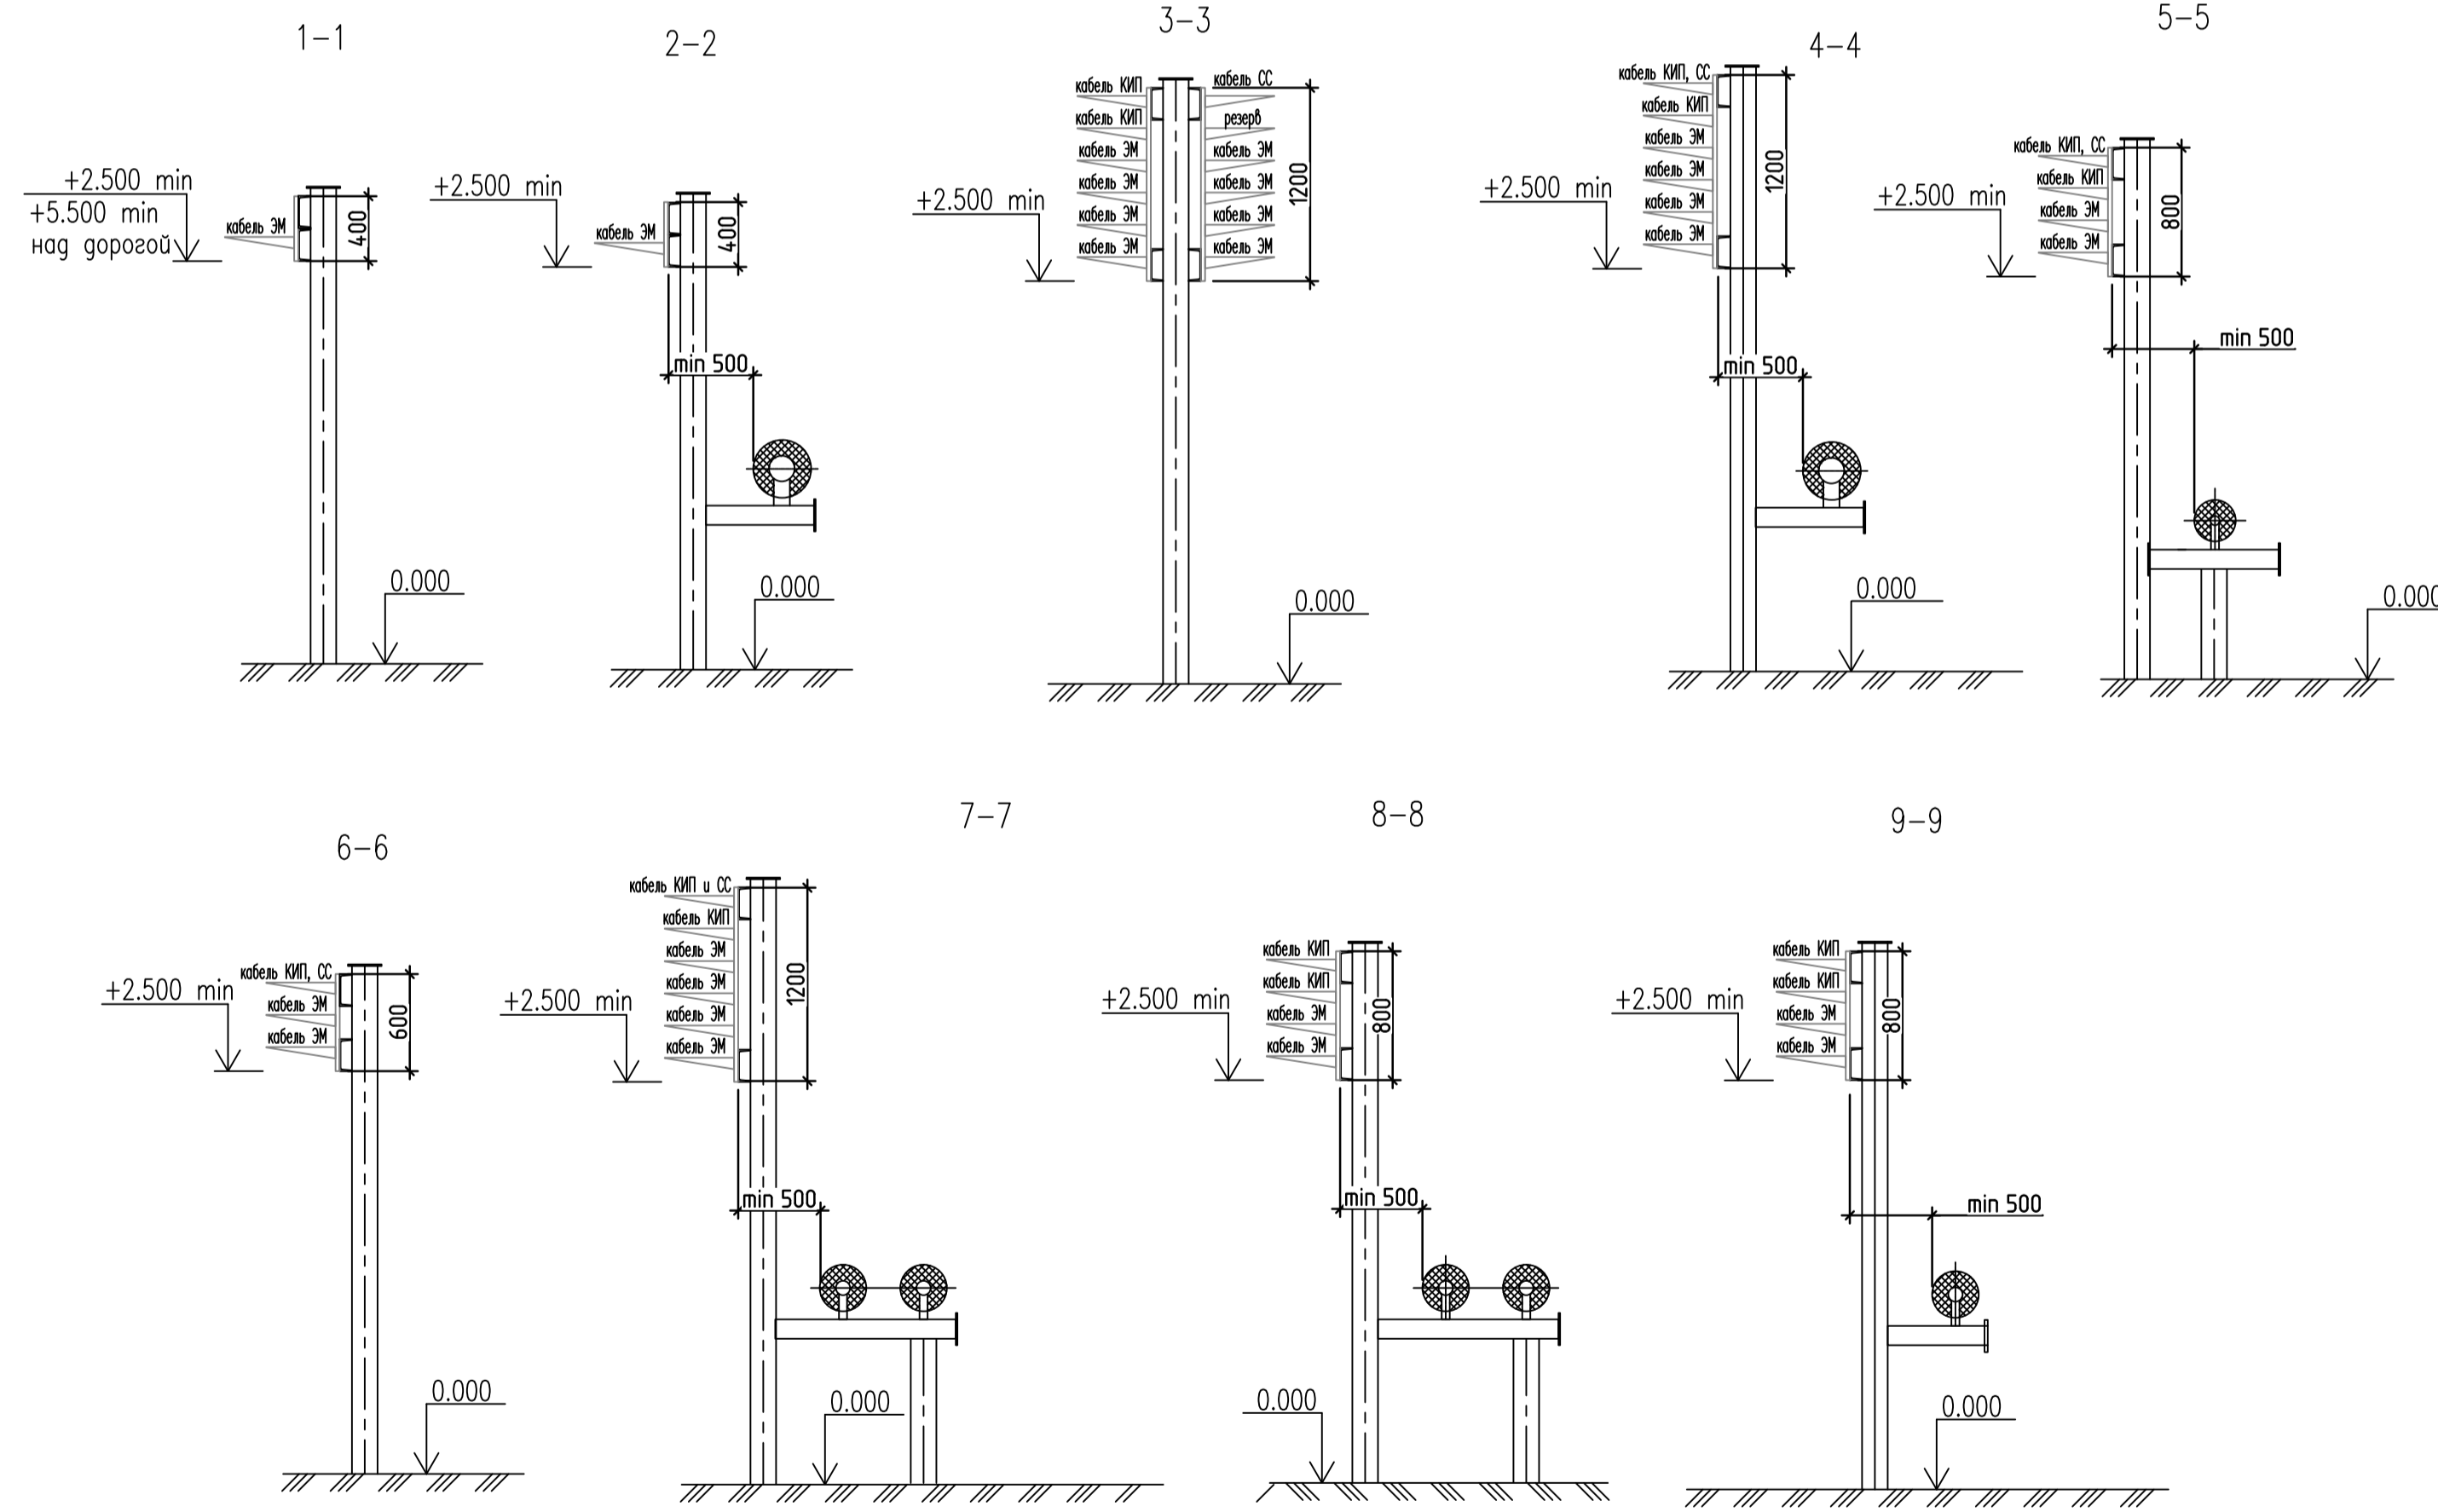 1-1
+2.500 min
+5.500 min
над дорогой
кабель ЭМ
400
0.000
2-2
+2.500 min
кабель ЭМ
400
min 500
0.000
3-3
+2.500 min
кабель КИП
кабель КИП
кабель ЭМ
кабель ЭМ
кабель ЭМ
кабель ЭМ
кабель СС
резерв
кабель ЭМ
кабель ЭМ
кабель ЭМ
кабель ЭМ
1200
0.000
4-4
+2.500 min
кабель КИП, СС
кабель КИП
кабель ЭМ
кабель ЭМ
кабель ЭМ
кабель ЭМ
1200
min 500
0.000
5-5
+2.500 min
кабель КИП, СС
кабель КИП
кабель ЭМ
кабель ЭМ
800
min 500
0.000
6-6
+2.500 min
кабель КИП, СС
кабель ЭМ
кабель ЭМ
600
0.000
7-7
+2.500 min
кабель КИП и СС
кабель КИП
кабель ЭМ
кабель ЭМ
кабель ЭМ
кабель ЭМ
1200
min 500
0.000
8-8
+2.500 min
кабель КИП
кабель КИП
кабель ЭМ
кабель ЭМ
800
min 500
0.000
9-9
+2.500 min
кабель КИП
кабель КИП
кабель ЭМ
кабель ЭМ
800
min 500
0.000